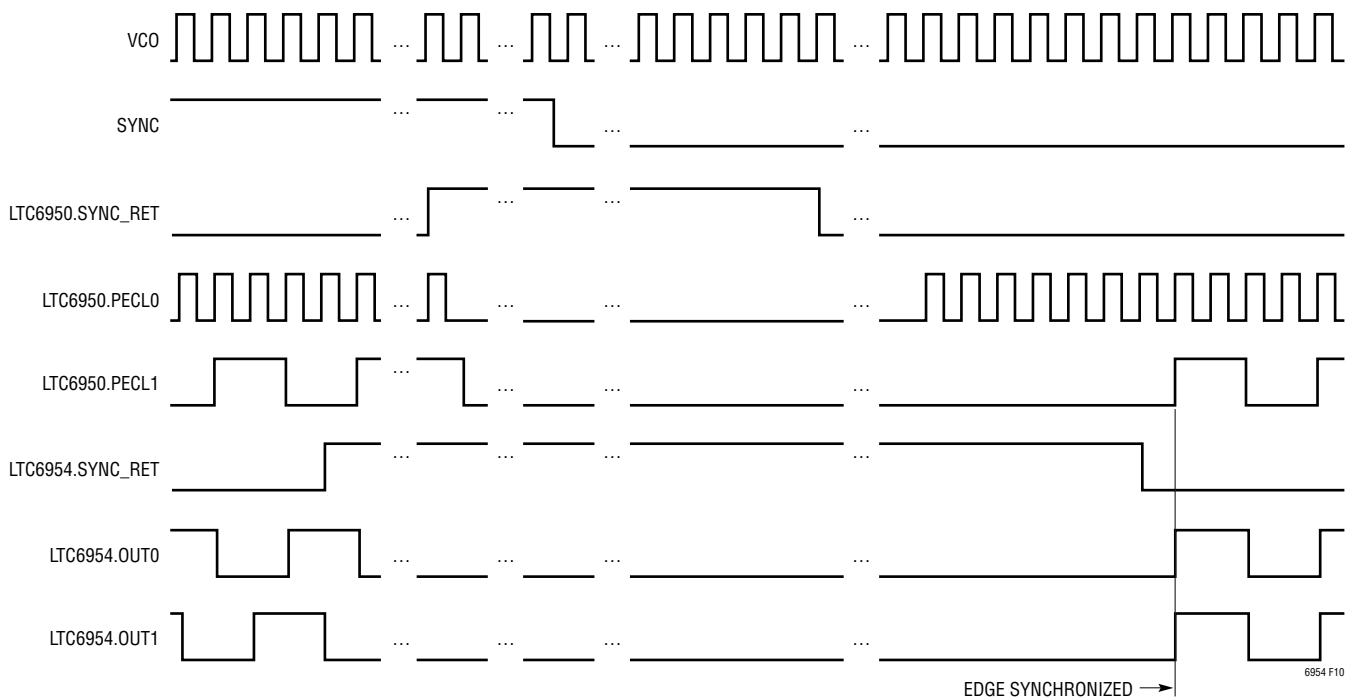 VCO ... ... ... ...
SYNC ... ... ... ...
LTC6950.SYNC_RET ... ... ... ...
LTC6950.PECL0 ... ... ... ...
LTC6950.PECL1 ... ... ... ...
LTC6954.SYNC_RET ... ... ... ...
LTC6954.OUT0 ... ... ... ...
LTC6954.OUT1 ... ... ... ...
6954 F10
EDGE SYNCHRONIZED